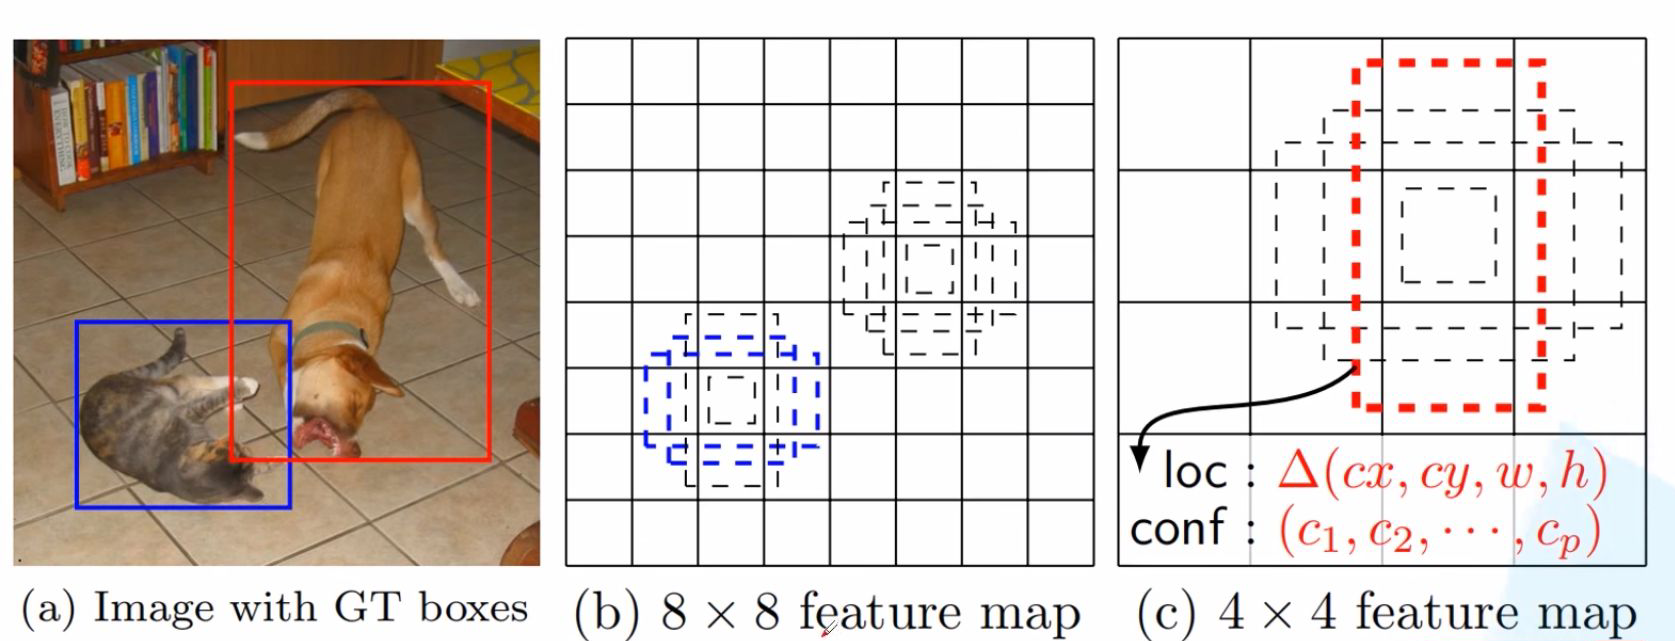 loc : Δ(cx, cy, w, h)
conf : (c₁, c₂, ⋯, cₚ)
(a) Image with GT boxes
(b) 8 × 8 feature map
(c) 4 × 4 feature map